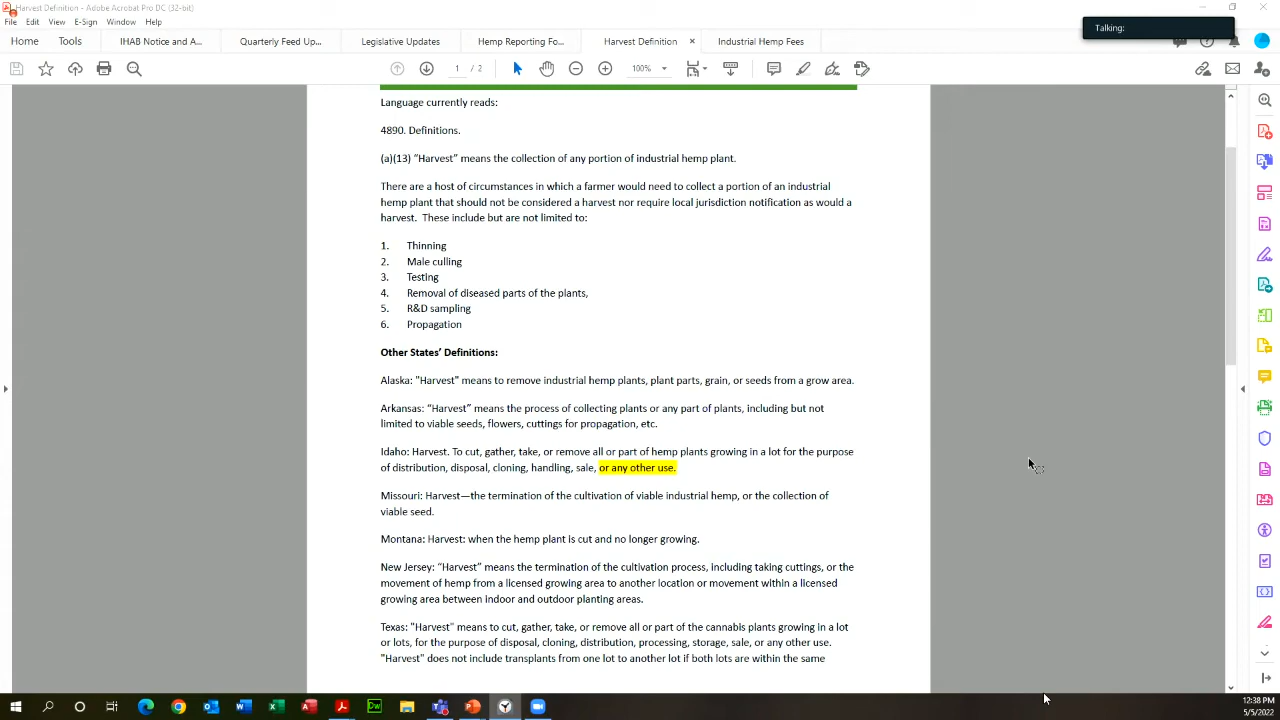 Harvest Definition - Adobe Acrobat Pro DC (32-bit)
File Edit View E-Sign Window Help
Talking:
Home Tools IHAB Notice and A... Quarterly Feed Up... Legislative Updates Hemp Reporting Fo... Harvest Definition × Industrial Hemp Fees
1 / 2 100%
Language currently reads:
4890. Definitions.
(a)(13) “Harvest” means the collection of any portion of industrial hemp plant.
There are a host of circumstances in which a farmer would need to collect a portion of an industrial
hemp plant that should not be considered a harvest nor require local jurisdiction notification as would a
harvest. These include but are not limited to:
1. Thinning
2. Male culling
3. Testing
4. Removal of diseased parts of the plants,
5. R&D sampling
6. Propagation
Other States’ Definitions:
Alaska: "Harvest" means to remove industrial hemp plants, plant parts, grain, or seeds from a grow area.
Arkansas: “Harvest” means the process of collecting plants or any part of plants, including but not
limited to viable seeds, flowers, cuttings for propagation, etc.
Idaho: Harvest. To cut, gather, take, or remove all or part of hemp plants growing in a lot for the purpose
of distribution, disposal, cloning, handling, sale, or any other use.
Missouri: Harvest—the termination of the cultivation of viable industrial hemp, or the collection of
viable seed.
Montana: Harvest: when the hemp plant is cut and no longer growing.
New Jersey: “Harvest” means the termination of the cultivation process, including taking cuttings, or the
movement of hemp from a licensed growing area to another location or movement within a licensed
growing area between indoor and outdoor planting areas.
Texas: "Harvest" means to cut, gather, take, or remove all or part of the cannabis plants growing in a lot
or lots, for the purpose of disposal, cloning, distribution, processing, storage, sale, or any other use.
"Harvest" does not include transplants from one lot to another lot if both lots are within the same
12:38 PM
5/5/2022